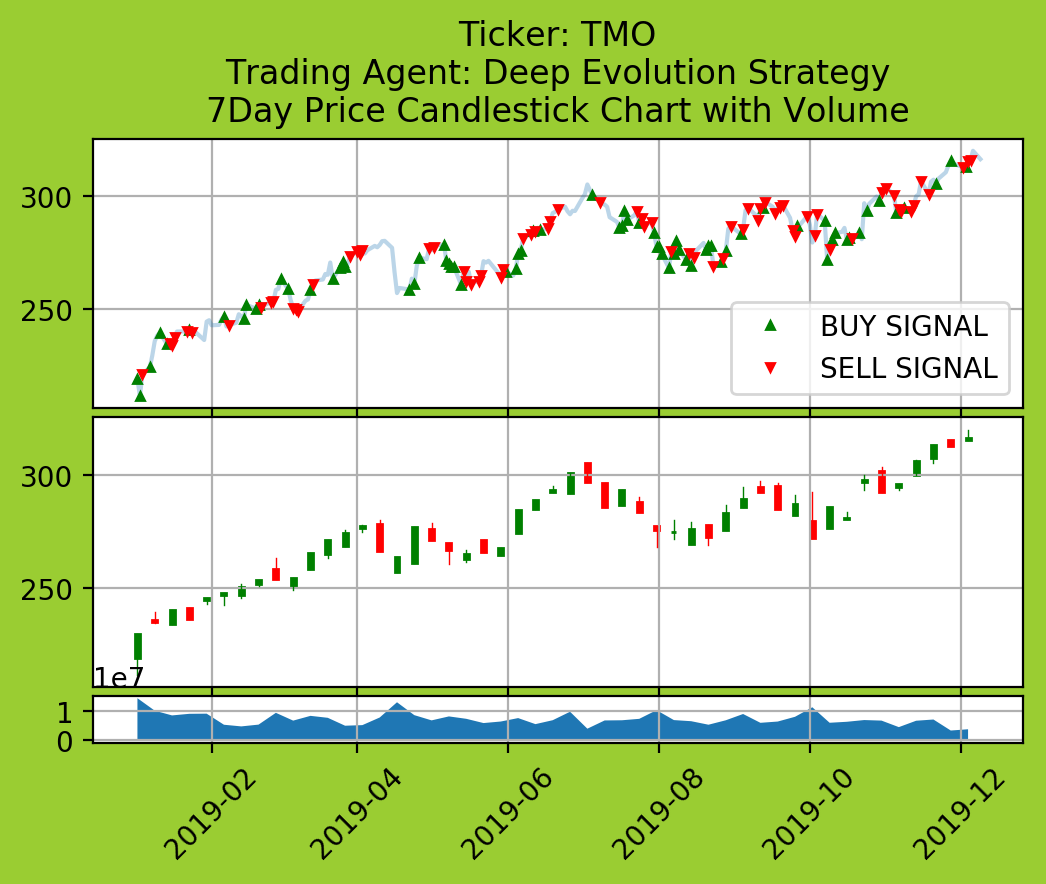 Ticker: TMO
Trading Agent: Deep Evolution Strategy
7Day Price Candlestick Chart with Volume
300
250
BUY SIGNAL
SELL SIGNAL
300
250
1e7
1
0
2019-02
2019-04
2019-06
2019-08
2019-10
2019-12